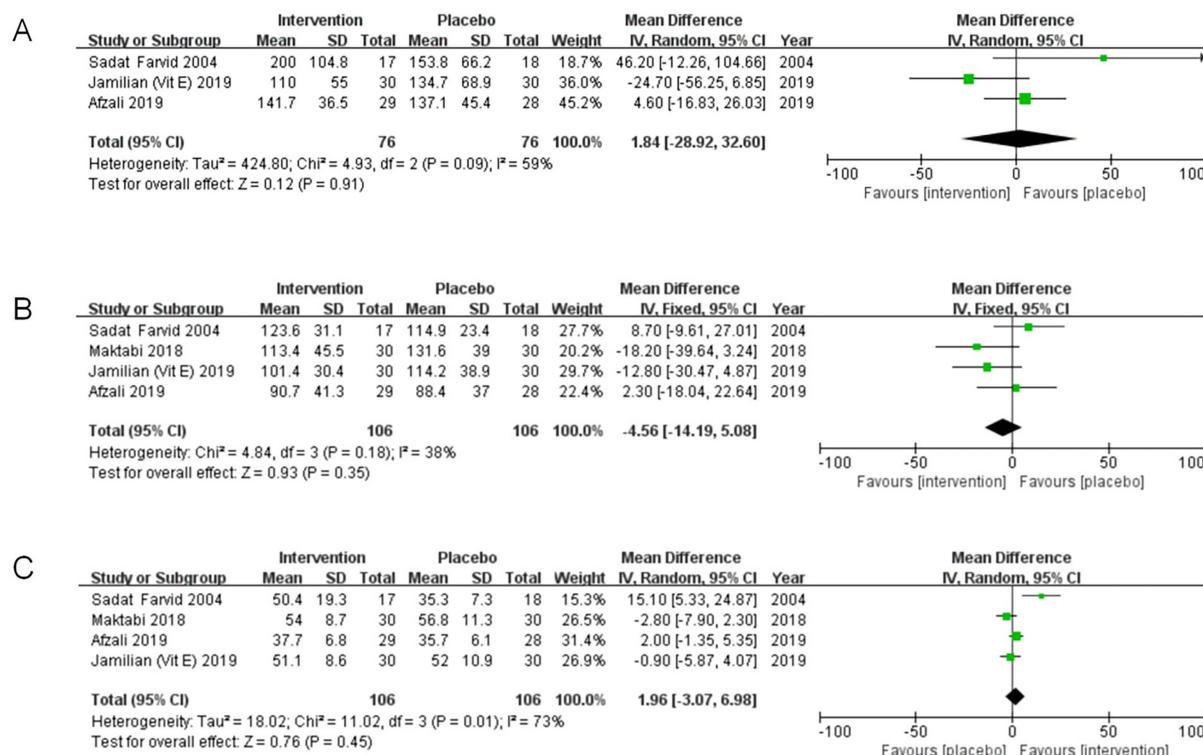 A
Intervention Placebo Mean Difference Mean Difference
Study or Subgroup Mean SD Total Mean SD Total Weight IV, Random, 95% CI Year IV, Random, 95% CI
Sadat Farvid 2004 200 104.8 17 153.8 66.2 18 18.7% 46.20 [-12.26, 104.66] 2004
Jamilian (Vit E) 2019 110 55 30 134.7 68.9 30 36.0% -24.70 [-56.25, 6.85] 2019
Afzali 2019 141.7 36.5 29 137.1 45.4 28 45.2% 4.60 [-16.83, 26.03] 2019
Total (95% CI) 76 76 100.0% 1.84 [-28.92, 32.60]
Heterogeneity: Tau² = 424.80; Chi² = 4.93, df = 2 (P = 0.09); I² = 59%
Test for overall effect: Z = 0.12 (P = 0.91)
-100 -50 0 50 100
Favours [intervention] Favours [placebo]
B
Intervention Placebo Mean Difference Mean Difference
Study or Subgroup Mean SD Total Mean SD Total Weight IV, Fixed, 95% CI Year IV, Fixed, 95% CI
Sadat Farvid 2004 123.6 31.1 17 114.9 23.4 18 27.7% 8.70 [-9.61, 27.01] 2004
Maktabi 2018 113.4 45.5 30 131.6 39 30 20.2% -18.20 [-39.64, 3.24] 2018
Jamilian (Vit E) 2019 101.4 30.4 30 114.2 38.9 30 29.7% -12.80 [-30.47, 4.87] 2019
Afzali 2019 90.7 41.3 29 88.4 37 28 22.4% 2.30 [-18.04, 22.64] 2019
Total (95% CI) 106 106 100.0% -4.56 [-14.19, 5.08]
Heterogeneity: Chi² = 4.84, df = 3 (P = 0.18); I² = 38%
Test for overall effect: Z = 0.93 (P = 0.35)
-100 -50 0 50 100
Favours [intervention] Favours [placebo]
C
Intervention Placebo Mean Difference Mean Difference
Study or Subgroup Mean SD Total Mean SD Total Weight IV, Random, 95% CI Year IV, Random, 95% CI
Sadat Farvid 2004 50.4 19.3 17 35.3 7.3 18 15.3% 15.10 [5.33, 24.87] 2004
Maktabi 2018 54 8.7 30 56.8 11.3 30 26.5% -2.80 [-7.90, 2.30] 2018
Afzali 2019 37.7 6.8 29 35.7 6.1 28 31.4% 2.00 [-1.35, 5.35] 2019
Jamilian (Vit E) 2019 51.1 8.6 30 52 10.9 30 26.9% -0.90 [-5.87, 4.07] 2019
Total (95% CI) 106 106 100.0% 1.96 [-3.07, 6.98]
Heterogeneity: Tau² = 18.02; Chi² = 11.02, df = 3 (P = 0.01); I² = 73%
Test for overall effect: Z = 0.76 (P = 0.45)
-100 -50 0 50 100
Favours [placebo] Favours [intervention]